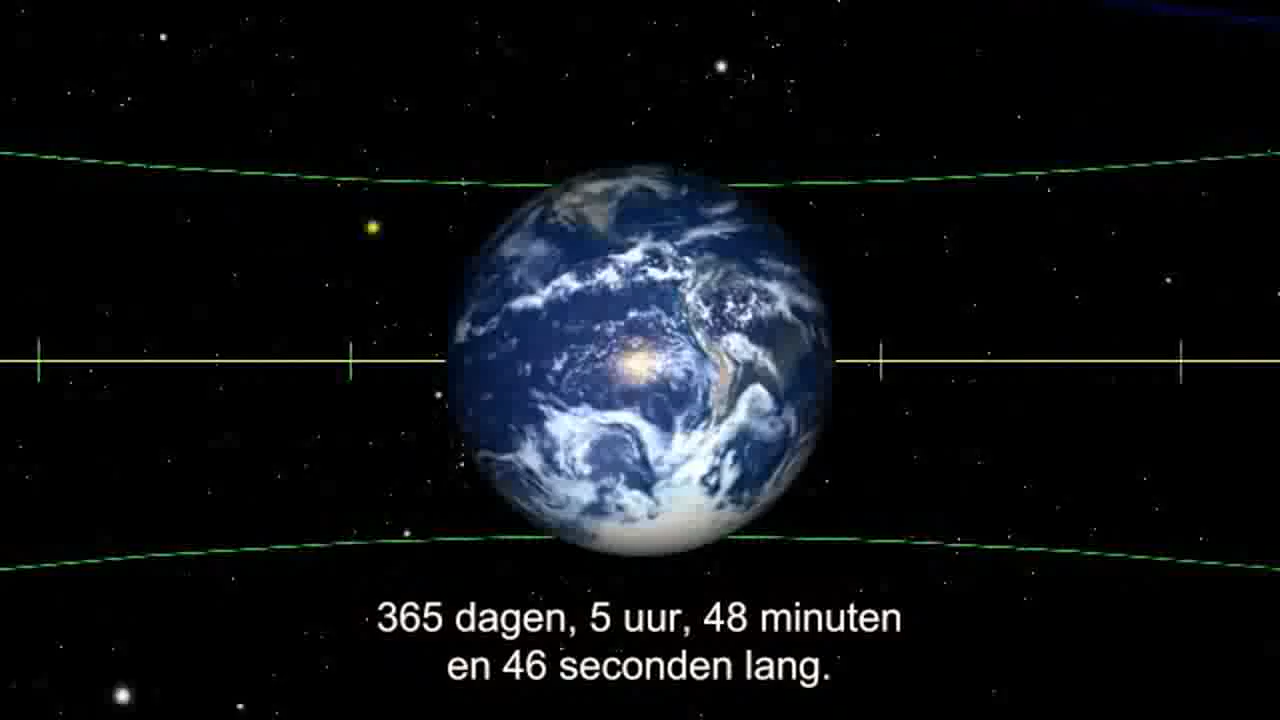 365 dagen, 5 uur, 48 minuten
en 46 seconden lang.